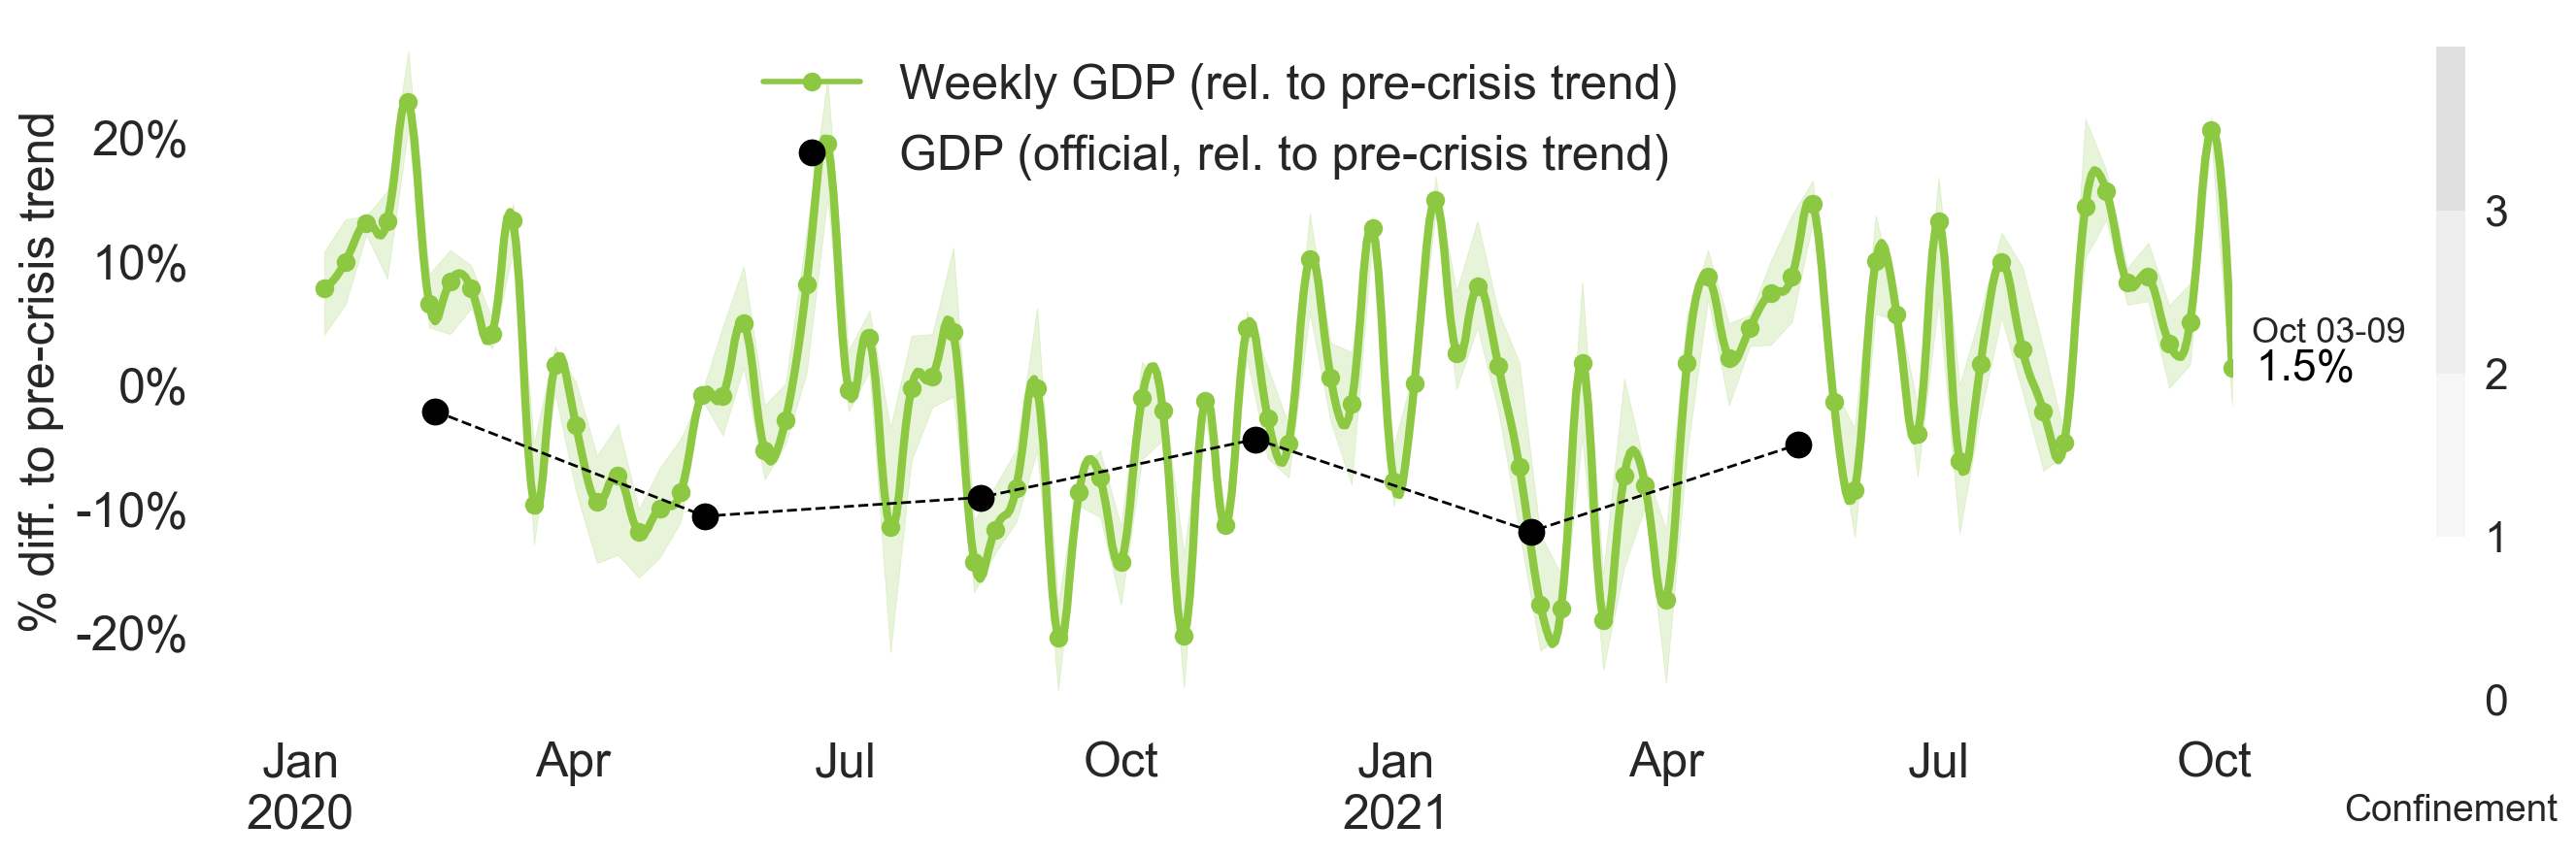 Weekly GDP (rel. to pre-crisis trend)
GDP (official, rel. to pre-crisis trend)
% diff. to pre-crisis trend
20%
10%
0%
-10%
-20%
Oct 03-09
1.5%
3
2
1
0
Jan Apr Jul Oct Jan Apr Jul Oct
2020 2021
Confinement